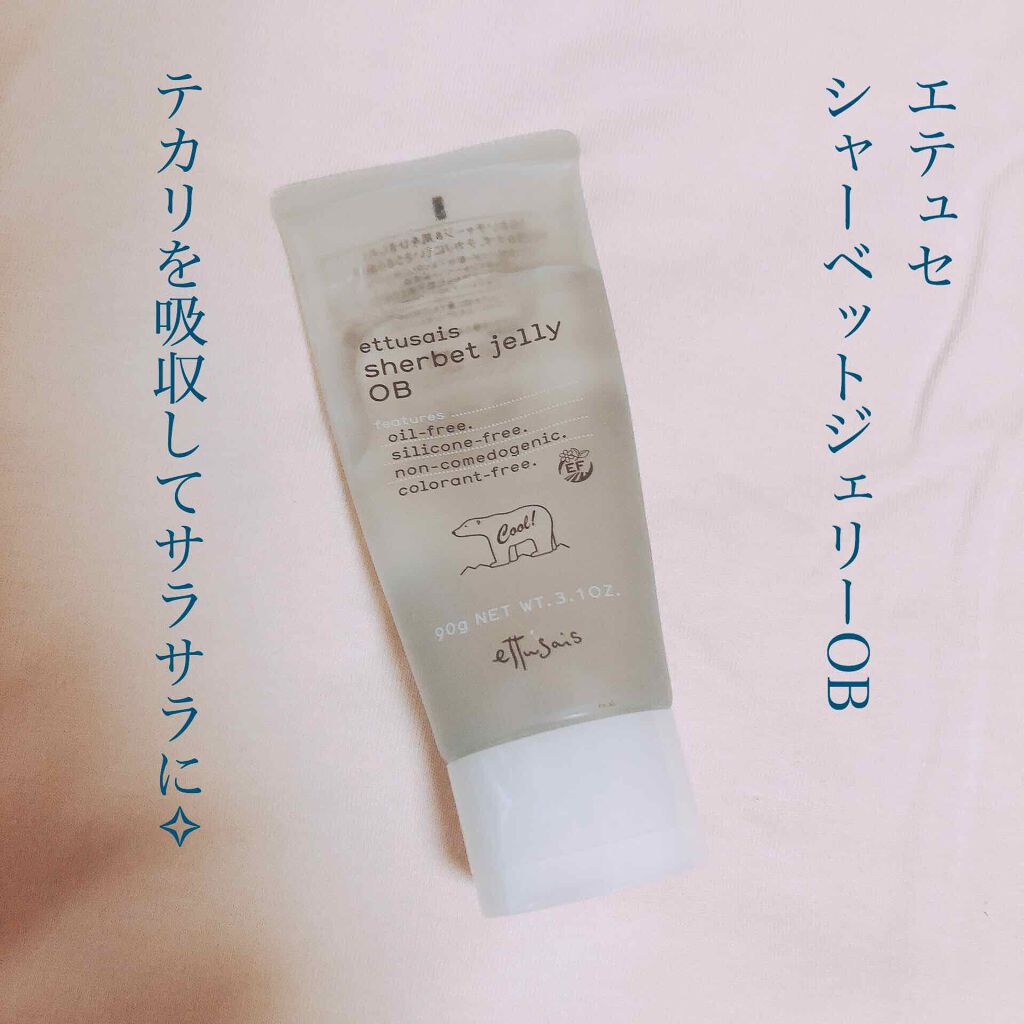 エテュセ
シャーベットジェリーOB
テカリを吸収してサラサラに✧
ettusais
sherbet jelly
OB
features
oil-free.
silicone-free.
non-comedogenic.
colorant-free.
EF
Cool!
90g NET WT. 3.1OZ.
ettusais